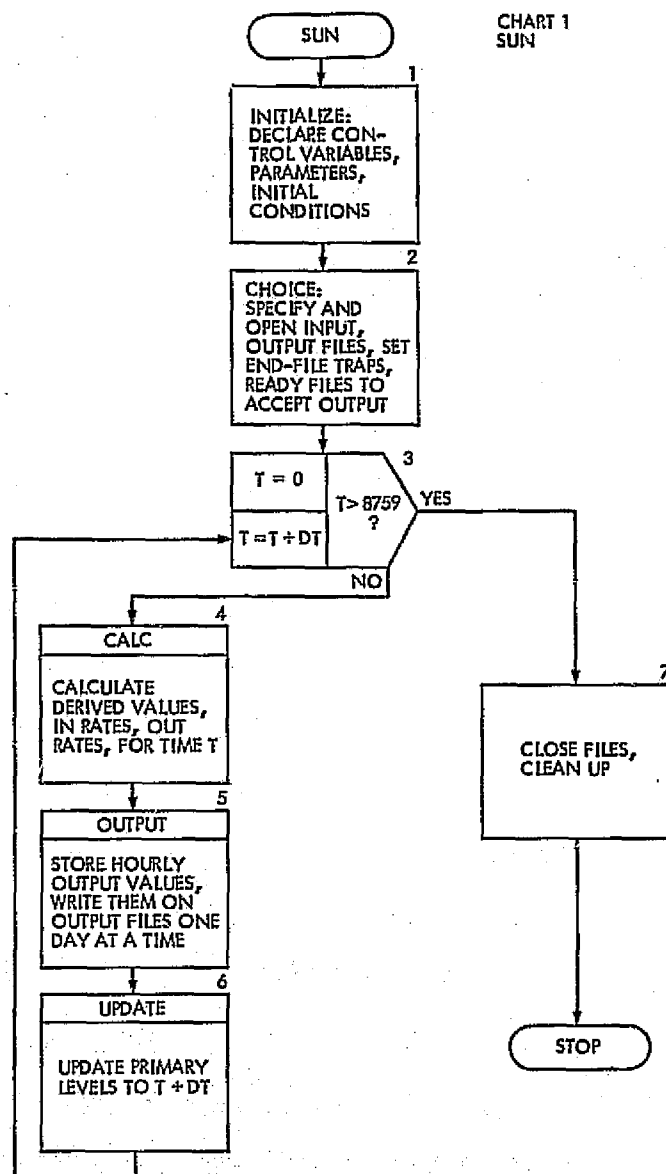 CHART 1
SUN
SUN
1
INITIALIZE:
DECLARE CON-
TROL VARIABLES,
PARAMETERS,
INITIAL
CONDITIONS
2
CHOICE:
SPECIFY AND
OPEN INPUT,
OUTPUT FILES, SET
END-FILE TRAPS,
READY FILES TO
ACCEPT OUTPUT
3
T = 0
T = T + DT
T > 8759
?
YES
NO
4
CALC
CALCULATE
DERIVED VALUES,
IN RATES, OUT
RATES, FOR TIME T
5
OUTPUT
STORE HOURLY
OUTPUT VALUES,
WRITE THEM ON
OUTPUT FILES ONE
DAY AT A TIME
6
UPDATE
UPDATE PRIMARY
LEVELS TO T + DT
7
CLOSE FILES,
CLEAN UP
STOP